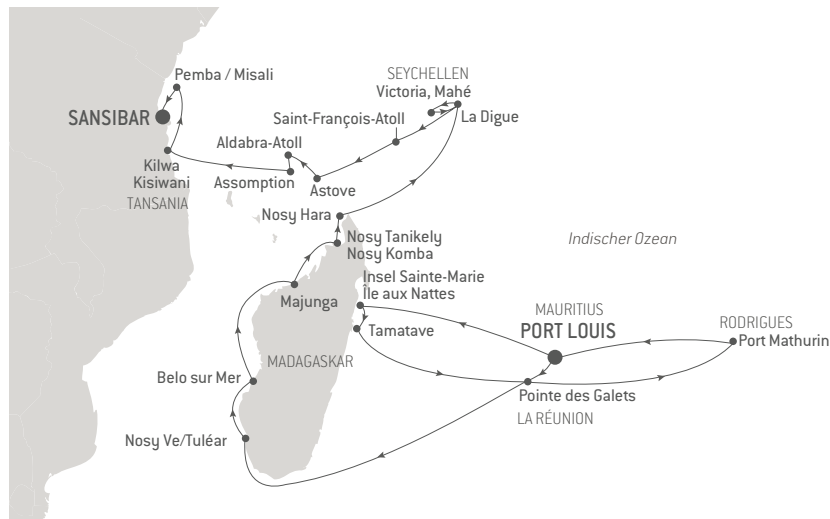 Pemba / Misali
SANSIBAR
Kilwa
Kisiwani
TANSANIA
SEYCHELLEN
Victoria, Mahé
La Digue
Saint-François-Atoll
Aldabra-Atoll
Assomption
Astove
Nosy Hara
Nosy Tanikely
Nosy Komba
Indischer Ozean
Insel Sainte-Marie
Île aux Nattes
Majunga
Tamatave
MAURITIUS
PORT LOUIS
RODRIGUES
Port Mathurin
MADAGASKAR
Belo sur Mer
Pointe des Galets
LA RÉUNION
Nosy Ve/Tuléar